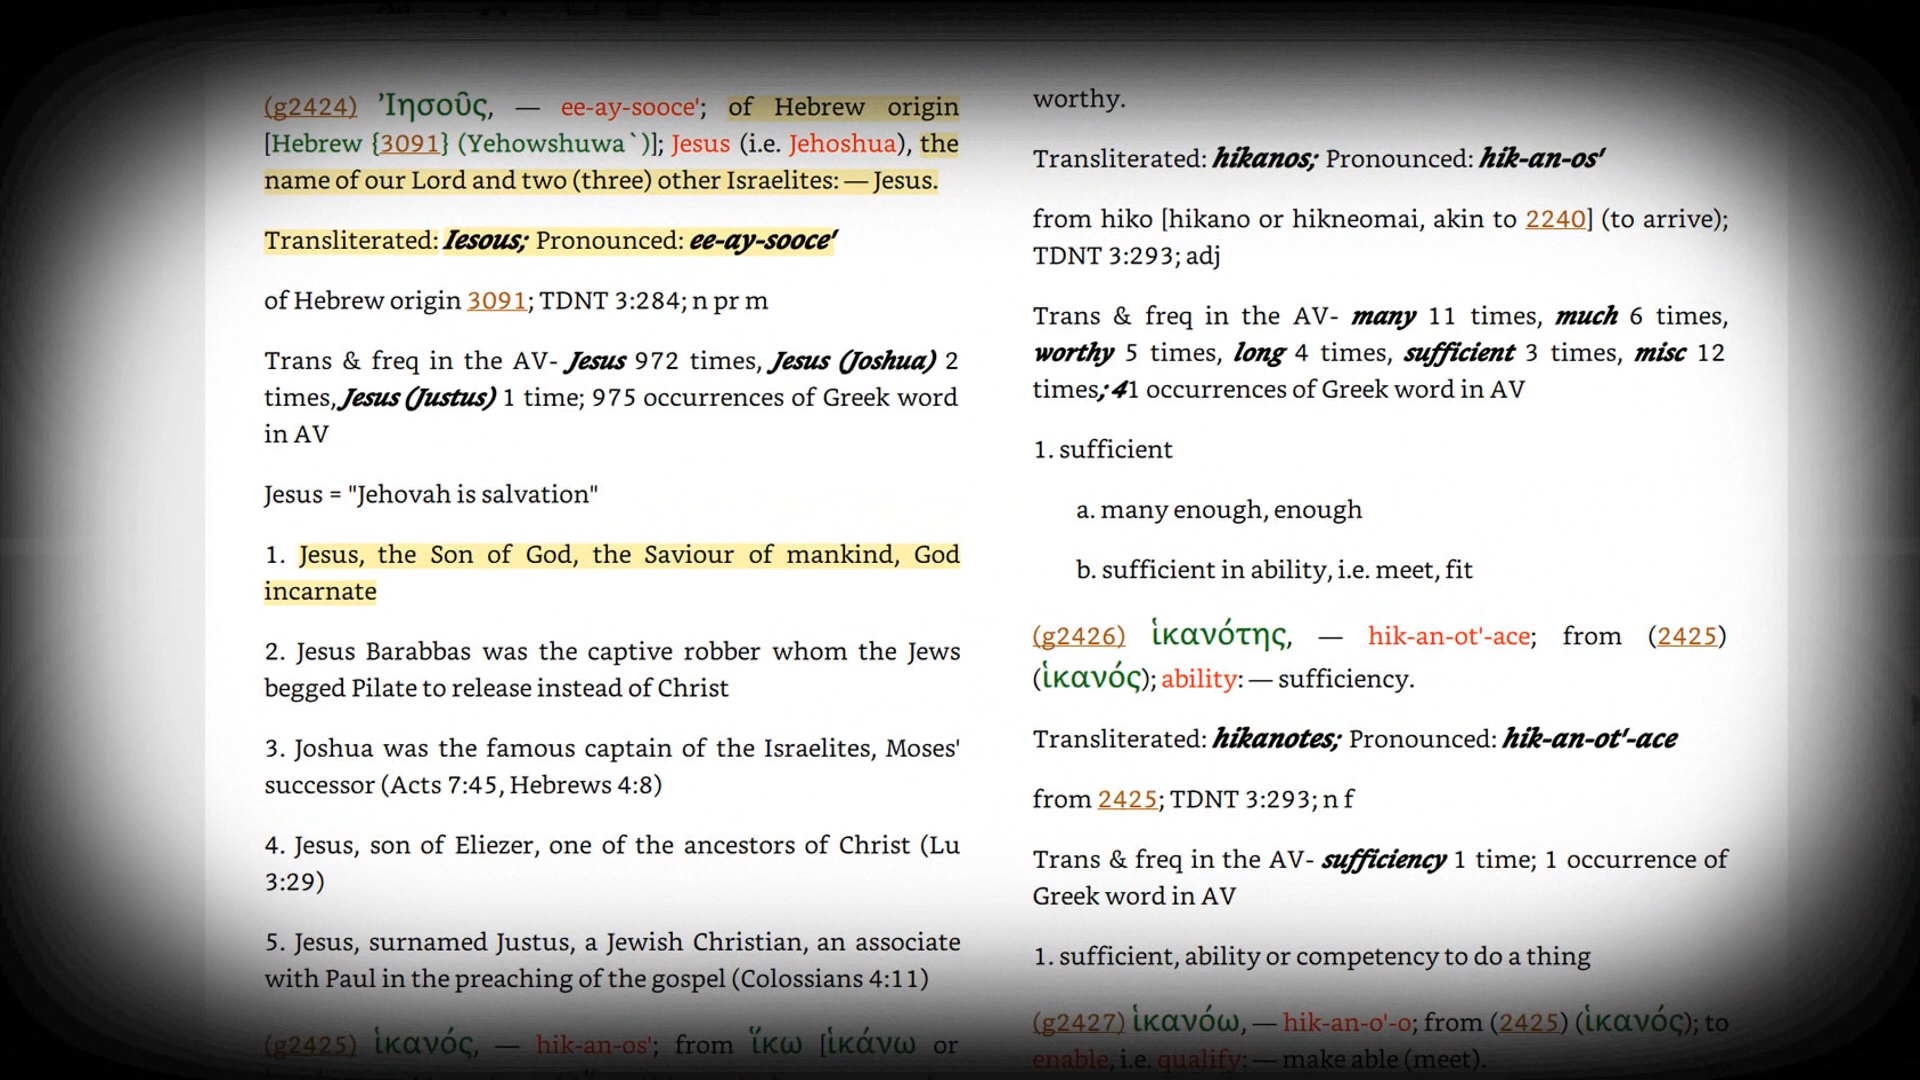 (g2424) Ἰησοῦς, — ee-ay-sooce'; of Hebrew origin
[Hebrew {3091} (Yehowshuwa`)]; Jesus (i.e. Jehoshua), the
name of our Lord and two (three) other Israelites: — Jesus.
Transliterated: Iesous; Pronounced: ee-ay-sooce'
of Hebrew origin 3091; TDNT 3:284; n pr m
Trans & freq in the AV- Jesus 972 times, Jesus (Joshua) 2
times, Jesus (Justus) 1 time; 975 occurrences of Greek word
in AV
Jesus = "Jehovah is salvation"
1. Jesus, the Son of God, the Saviour of mankind, God
incarnate
2. Jesus Barabbas was the captive robber whom the Jews
begged Pilate to release instead of Christ
3. Joshua was the famous captain of the Israelites, Moses'
successor (Acts 7:45, Hebrews 4:8)
4. Jesus, son of Eliezer, one of the ancestors of Christ (Lu
3:29)
5. Jesus, surnamed Justus, a Jewish Christian, an associate
with Paul in the preaching of the gospel (Colossians 4:11)
(g2425) ἱκανός, — hik-an-os'; from ἵκω [ἱκάνω or
worthy.
Transliterated: hikanos; Pronounced: hik-an-os'
from hiko [hikano or hikneomai, akin to 2240] (to arrive);
TDNT 3:293; adj
Trans & freq in the AV- many 11 times, much 6 times,
worthy 5 times, long 4 times, sufficient 3 times, misc 12
times; 41 occurrences of Greek word in AV
1. sufficient
a. many enough, enough
b. sufficient in ability, i.e. meet, fit
(g2426) ἱκανότης, — hik-an-ot'-ace; from (2425)
(ἱκανός); ability: — sufficiency.
Transliterated: hikanotes; Pronounced: hik-an-ot'-ace
from 2425; TDNT 3:293; n f
Trans & freq in the AV- sufficiency 1 time; 1 occurrence of
Greek word in AV
1. sufficient, ability or competency to do a thing
(g2427) ἱκανόω, — hik-an-o'-o; from (2425) (ἱκανός); to
enable, i.e. qualify: — make able (meet).